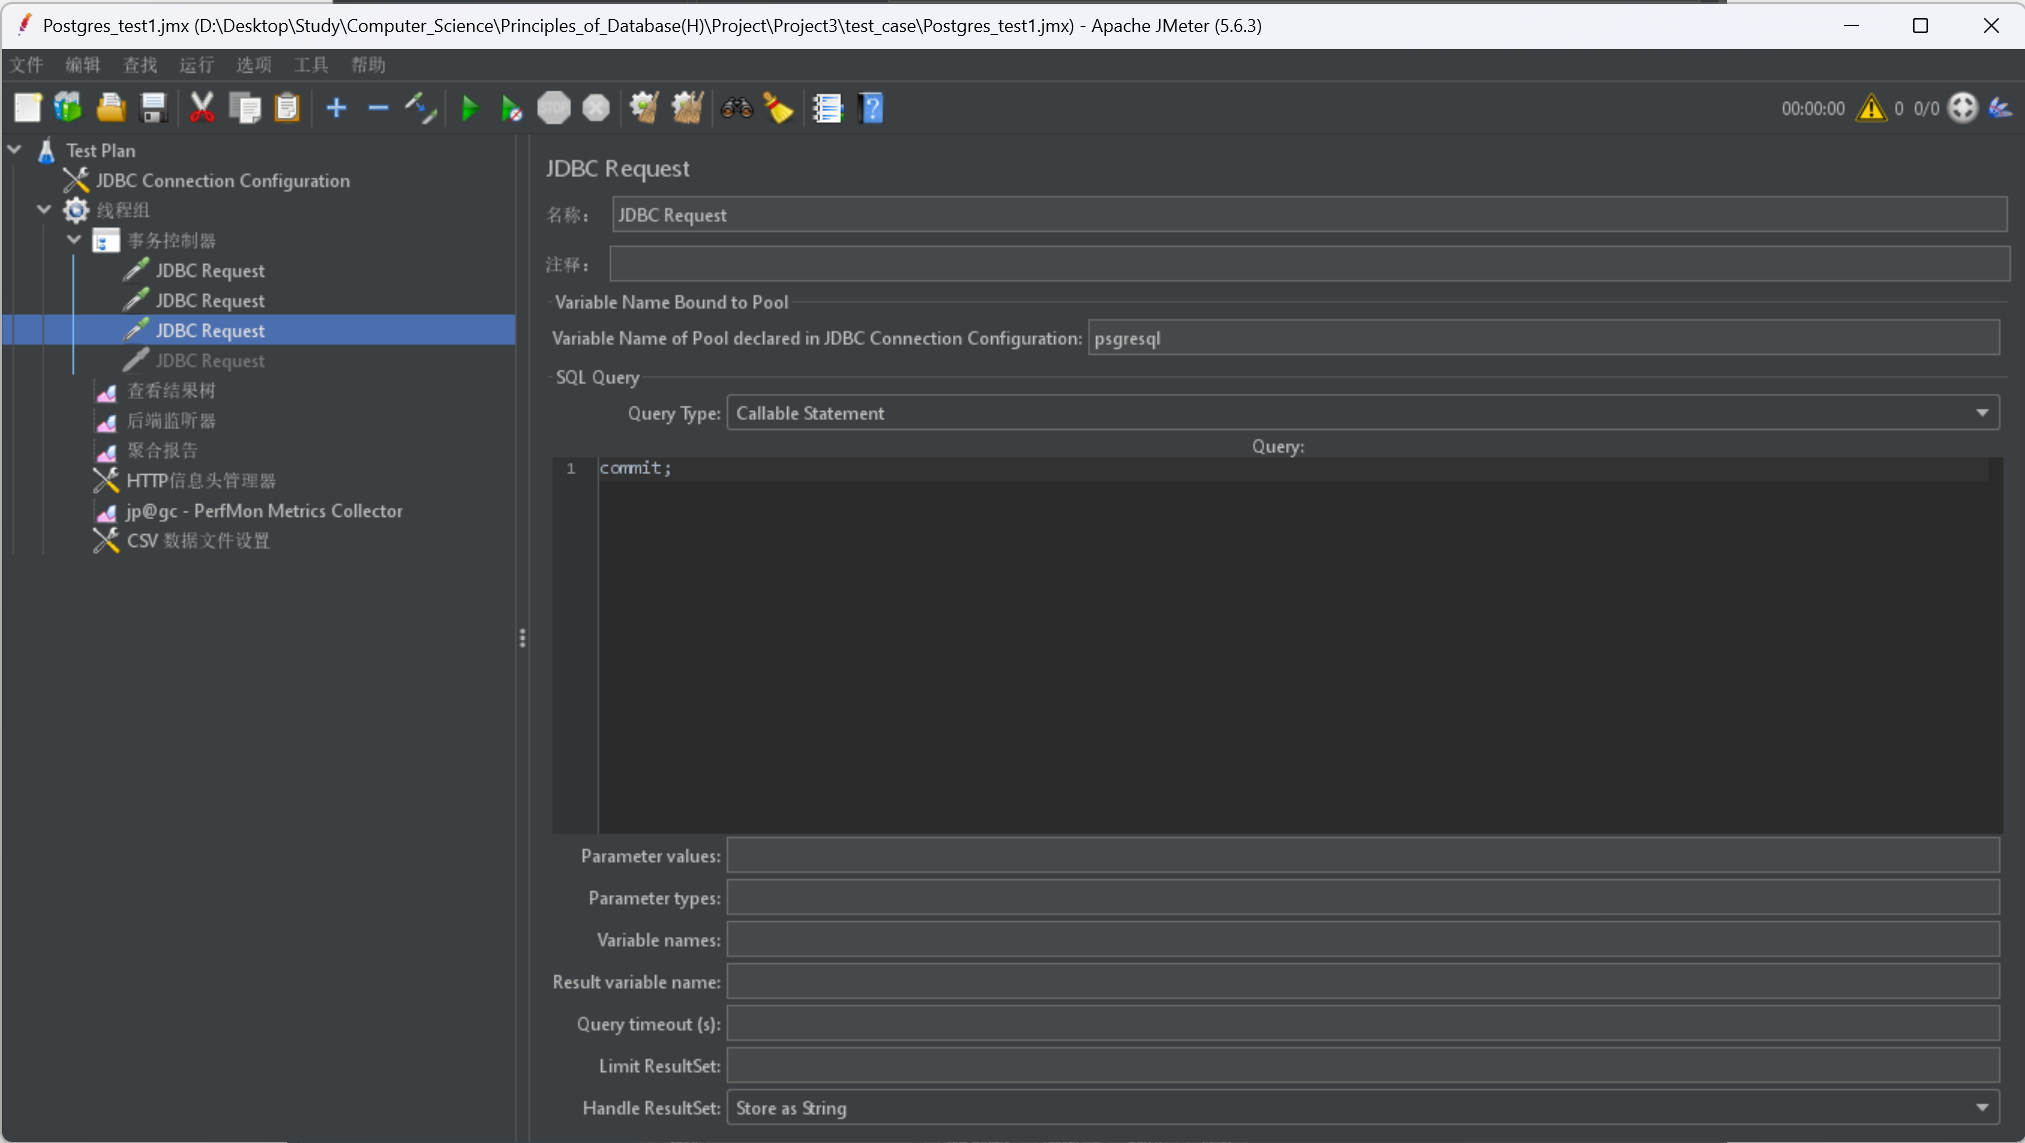 Postgres_test1.jmx (D:\Desktop\Study\Computer_Science\Principles_of_Database(H)\Project\Project3\test_case\Postgres_test1.jmx) - Apache JMeter (5.6.3)
文件 编辑 查找 运行 选项 工具 帮助
STOP
00:00:00 0 0/0
Test Plan
JDBC Connection Configuration
线程组
事务控制器
JDBC Request
JDBC Request
JDBC Request
JDBC Request
查看结果树
后端监听器
聚合报告
HTTP信息头管理器
jp@gc - PerfMon Metrics Collector
CSV 数据文件设置
JDBC Request
名称： JDBC Request
注释：
Variable Name Bound to Pool
Variable Name of Pool declared in JDBC Connection Configuration: psgresql
SQL Query
Query Type: Callable Statement
Query:
1 commit;
Parameter values:
Parameter types:
Variable names:
Result variable name:
Query timeout (s):
Limit ResultSet:
Handle ResultSet: Store as String